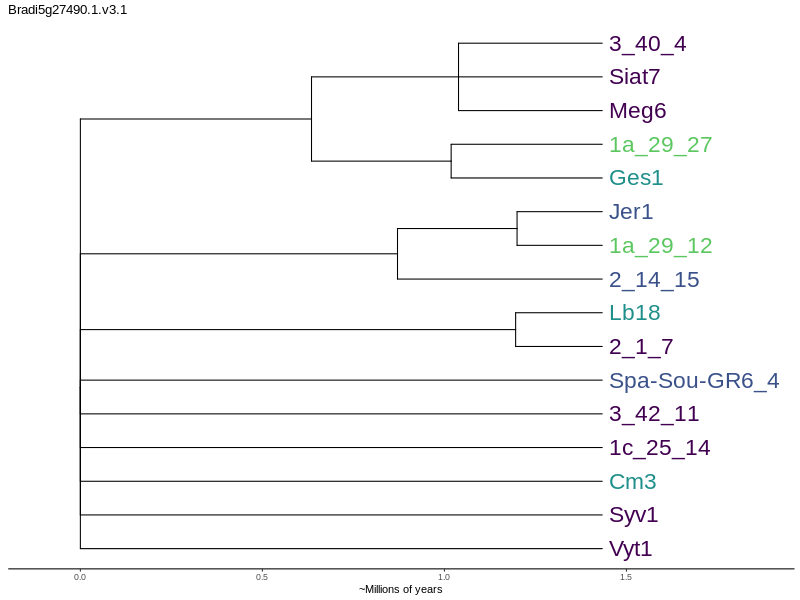 Bradi5g27490.1.v3.1
3_40_4
Siat7
Meg6
1a_29_27
Ges1
Jer1
1a_29_12
2_14_15
Lb18
2_1_7
Spa-Sou-GR6_4
3_42_11
1c_25_14
Cm3
Syv1
Vyt1
0.0 0.5 1.0 1.5
~Millions of years